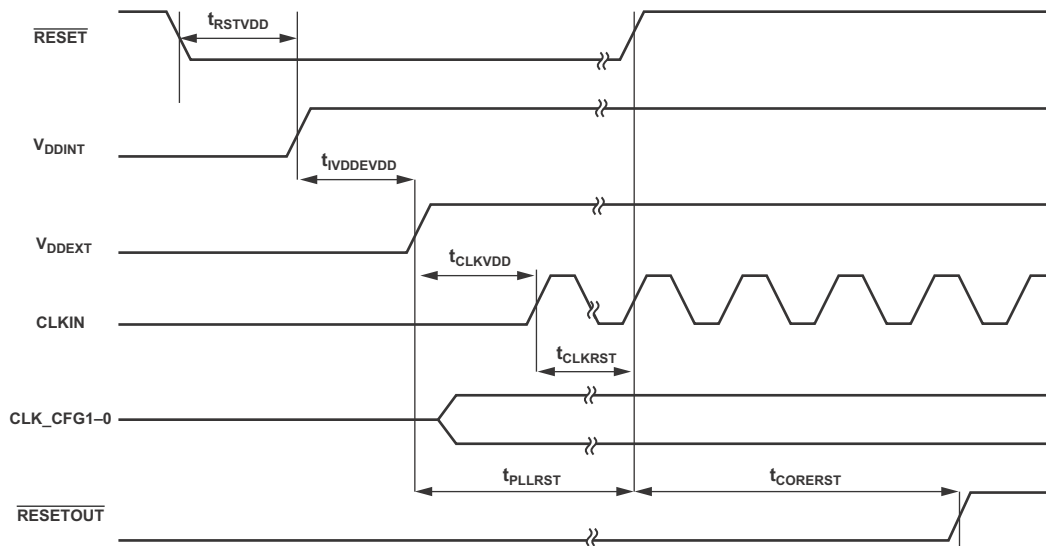 RESET
tRSTVDD
VDDINT
tIVDDEVDD
VDDEXT
tCLKVDD
CLKIN
tCLKRST
CLK_CFG1–0
tPLLRST
tCORERST
RESETOUT